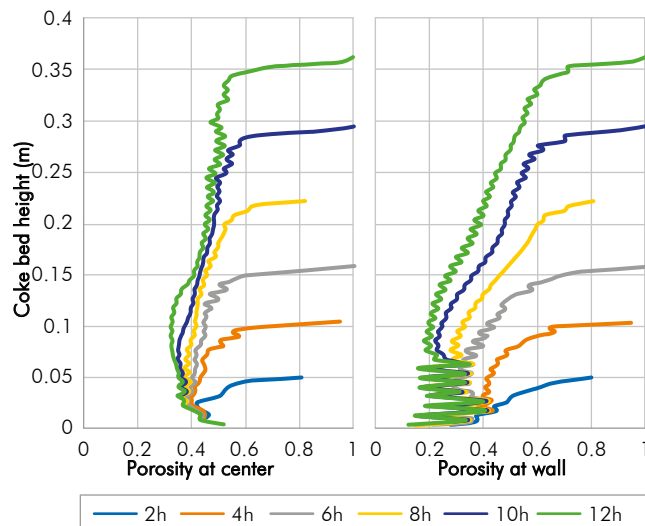 0.4
0.35
0.3
0.25
0.2
0.15
0.1
0.05
0
Coke bed height (m)
0 0.2 0.4 0.6 0.8 1
Porosity at center
0 0.2 0.4 0.6 0.8 1
Porosity at wall
2h 4h 6h 8h 10h 12h